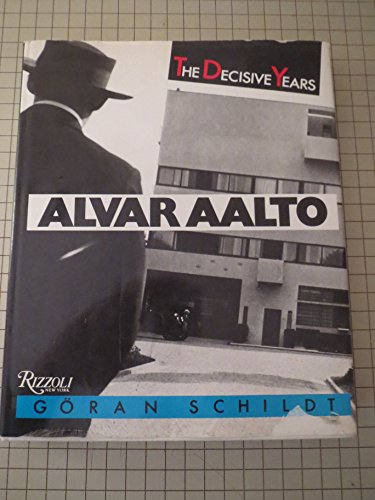 THE DECISIVE YEARS
ALVAR AALTO
RIZZOLI
NEW YORK
GÖRAN SCHILDT